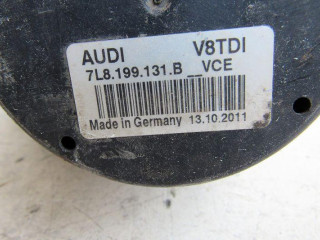 AUDI V8TDI
7L8.199.131.B __VCE
Made in Germany 13.10.2011